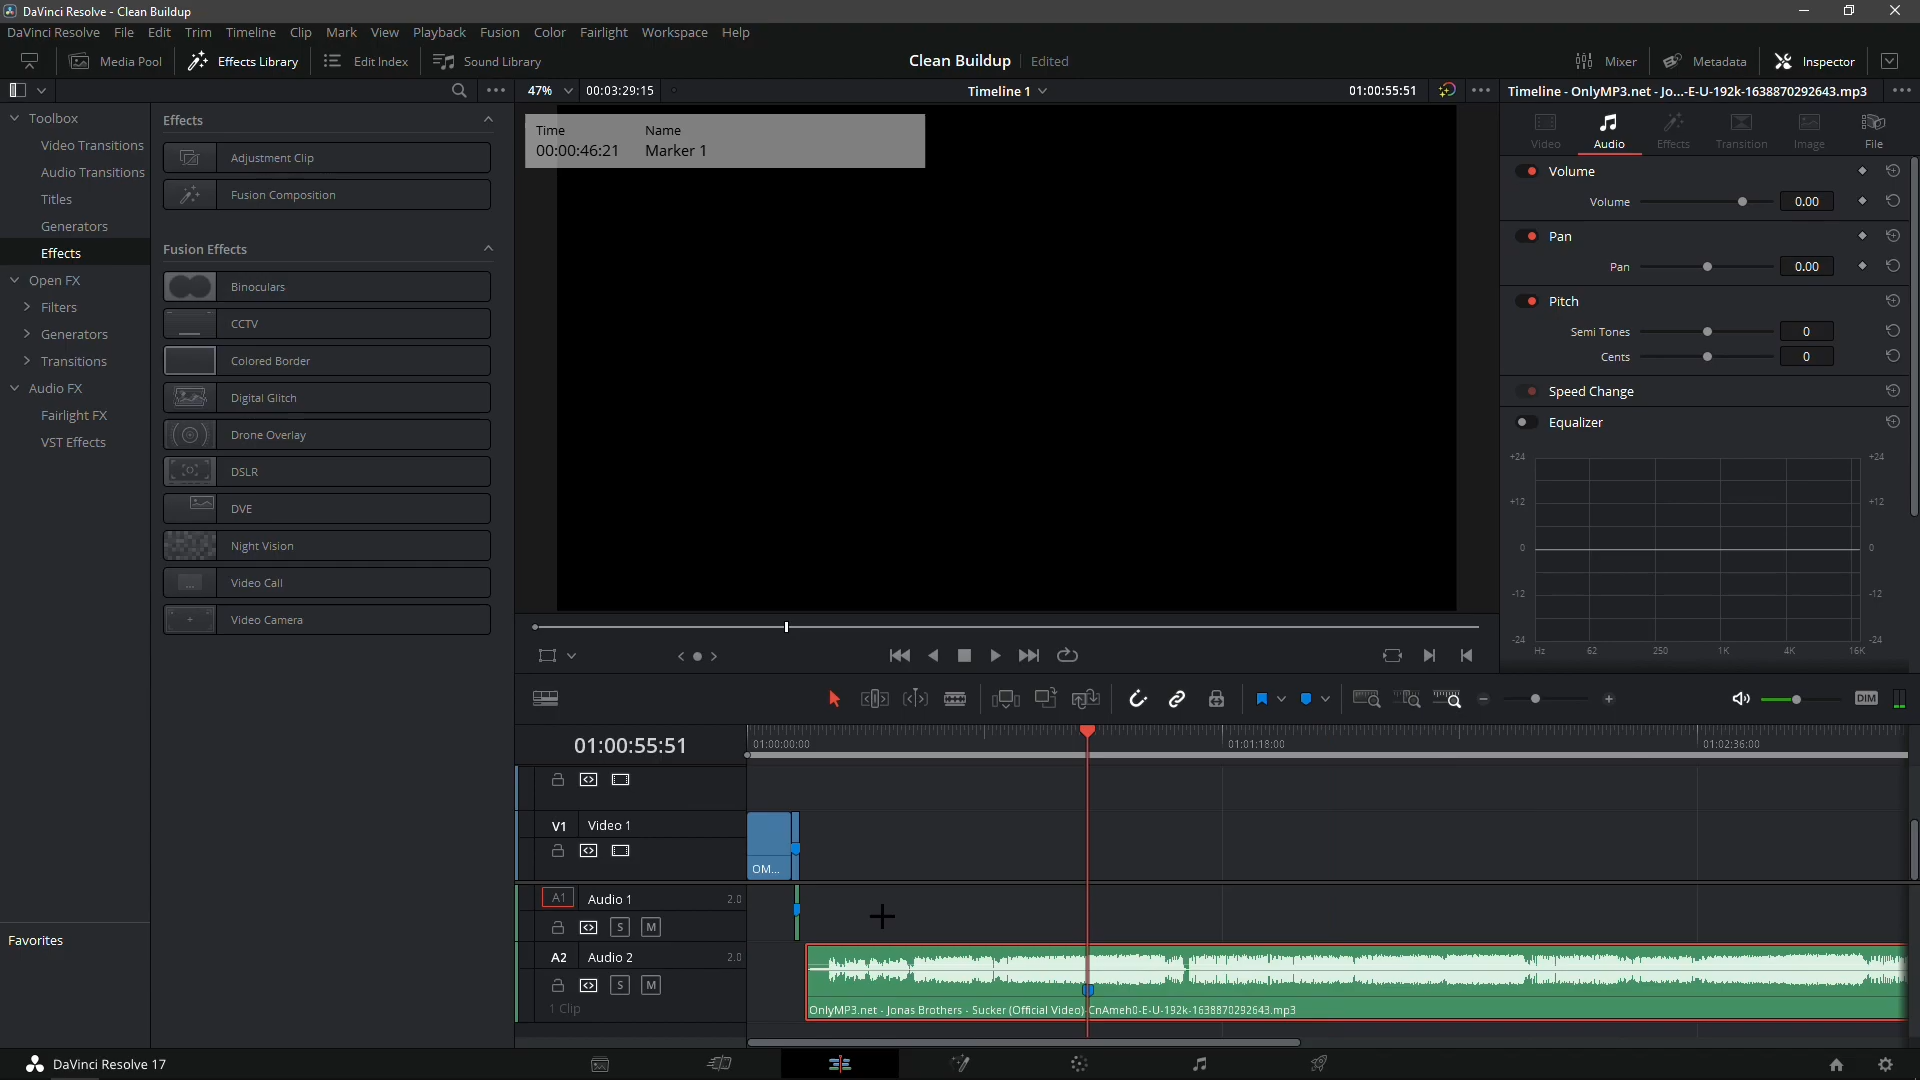 DaVinci Resolve - Clean Buildup
DaVinci Resolve File Edit Trim Timeline Clip Mark View Playback Fusion Color Fairlight Workspace Help
Media Pool Effects Library Edit Index Sound Library Clean Buildup Edited Mixer Metadata Inspector
47% 00:03:29:15 Timeline 1 01:00:55:51 Timeline - OnlyMP3.net - Jo...-E-U-192k-1638870292643.mp3
Toolbox
Video Transitions
Audio Transitions
Titles
Generators
Effects
Open FX
Filters
Generators
Transitions
Audio FX
Fairlight FX
VST Effects
Favorites
Effects
Adjustment Clip
Fusion Composition
Fusion Effects
Binoculars
CCTV
Colored Border
Digital Glitch
Drone Overlay
DSLR
DVE
Night Vision
Video Call
Video Camera
Time Name
00:00:46:21 Marker 1
Video Audio Effects Transition Image File
Volume
Volume 0.00
Pan
Pan 0.00
Pitch
Semi Tones 0
Cents 0
Speed Change
Equalizer
+24 +24
+12 +12
0 0
-12 -12
-24 -24
Hz 62 250 1K 4K 16K
DIM
01:00:55:51 01:00:00:00 01:01:18:00 01:02:36:00
V1 Video 1
OM...
A1 Audio 1 2.0
S M
A2 Audio 2 2.0
S M
1 Clip
OnlyMP3.net - Jonas Brothers - Sucker (Official Video)-CnAmeh0-E-U-192k-1638870292643.mp3
DaVinci Resolve 17